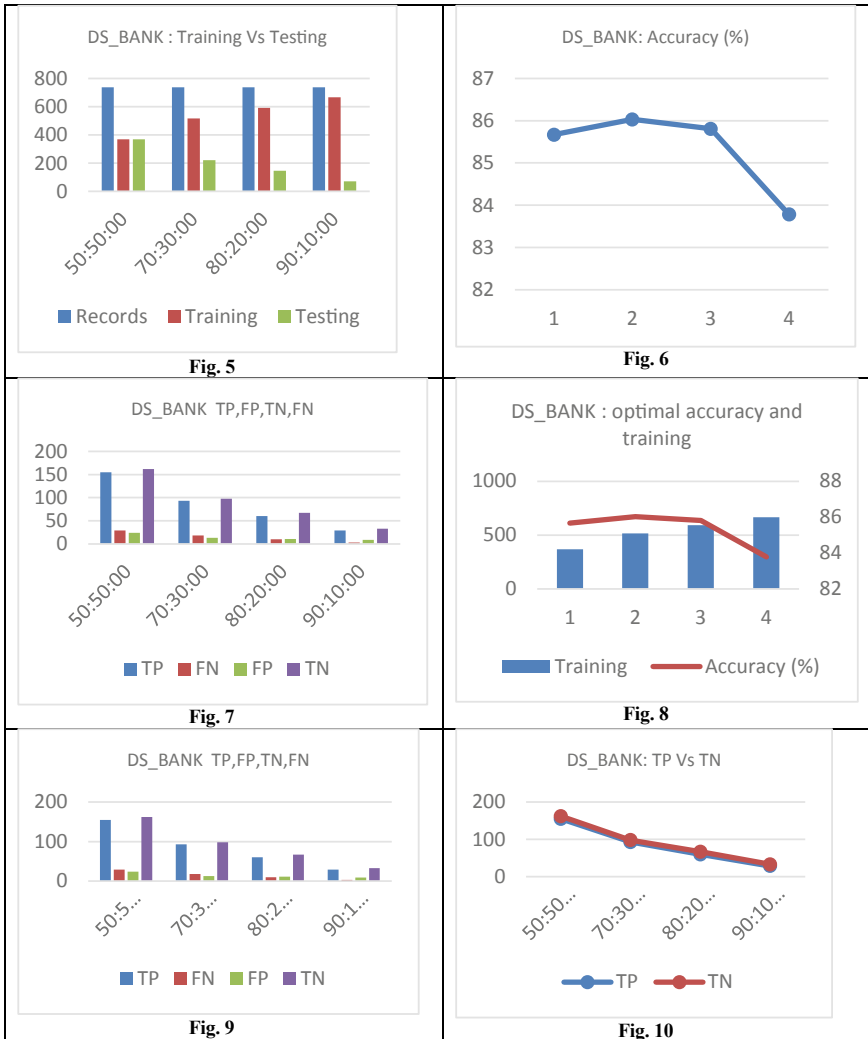 DS_BANK : Training Vs Testing
800
600
400
200
0
50:50:00
70:30:00
80:20:00
90:10:00
Records Training Testing
Fig. 5
DS_BANK: Accuracy (%)
87
86
85
84
83
82
1 2 3 4
Fig. 6
DS_BANK TP,FP,TN,FN
200
150
100
50
0
50:50:00
70:30:00
80:20:00
90:10:00
TP FN FP TN
Fig. 7
DS_BANK : optimal accuracy and
training
1000
500
0
88
86
84
82
1 2 3 4
Training Accuracy (%)
Fig. 8
DS_BANK TP,FP,TN,FN
200
100
0
50:5...
70:3...
80:2...
90:1...
TP FN FP TN
Fig. 9
DS_BANK: TP Vs TN
200
100
0
50:50...
70:30...
80:20...
90:10...
TP TN
Fig. 10